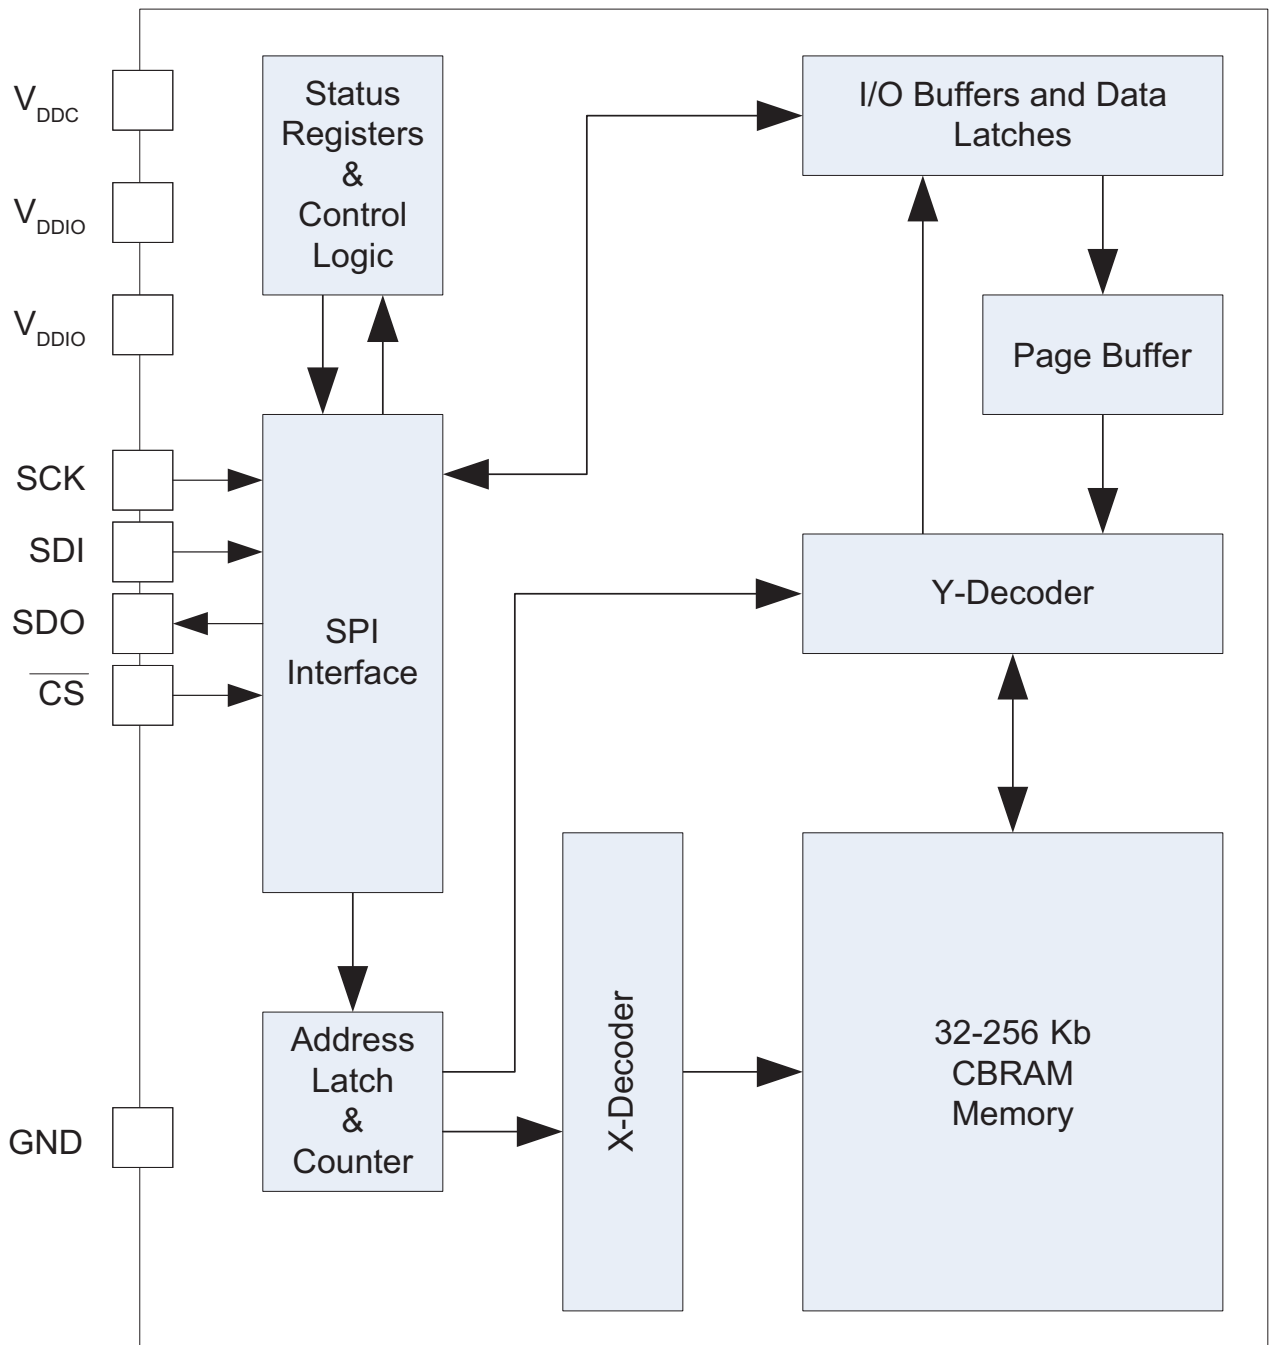 V_DDC
V_DDIO
V_DDIO
SCK
SDI
SDO
C̅S̅
GND
Status
Registers
&
Control
Logic
SPI
Interface
Address
Latch
&
Counter
X-Decoder
I/O Buffers and Data
Latches
Page Buffer
Y-Decoder
32-256 Kb
CBRAM
Memory